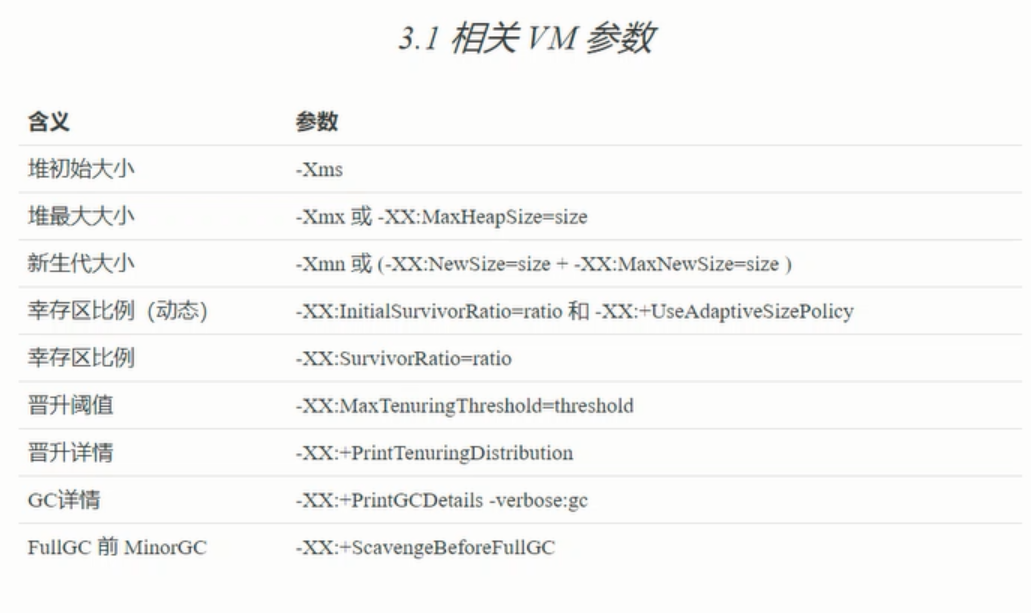 3.1 相关 VM 参数
含义 参数
堆初始大小 -Xms
堆最大大小 -Xmx 或 -XX:MaxHeapSize=size
新生代大小 -Xmn 或 (-XX:NewSize=size + -XX:MaxNewSize=size )
幸存区比例（动态） -XX:InitialSurvivorRatio=ratio 和 -XX:+UseAdaptiveSizePolicy
幸存区比例 -XX:SurvivorRatio=ratio
晋升阈值 -XX:MaxTenuringThreshold=threshold
晋升详情 -XX:+PrintTenuringDistribution
GC详情 -XX:+PrintGCDetails -verbose:gc
FullGC 前 MinorGC -XX:+ScavengeBeforeFullGC